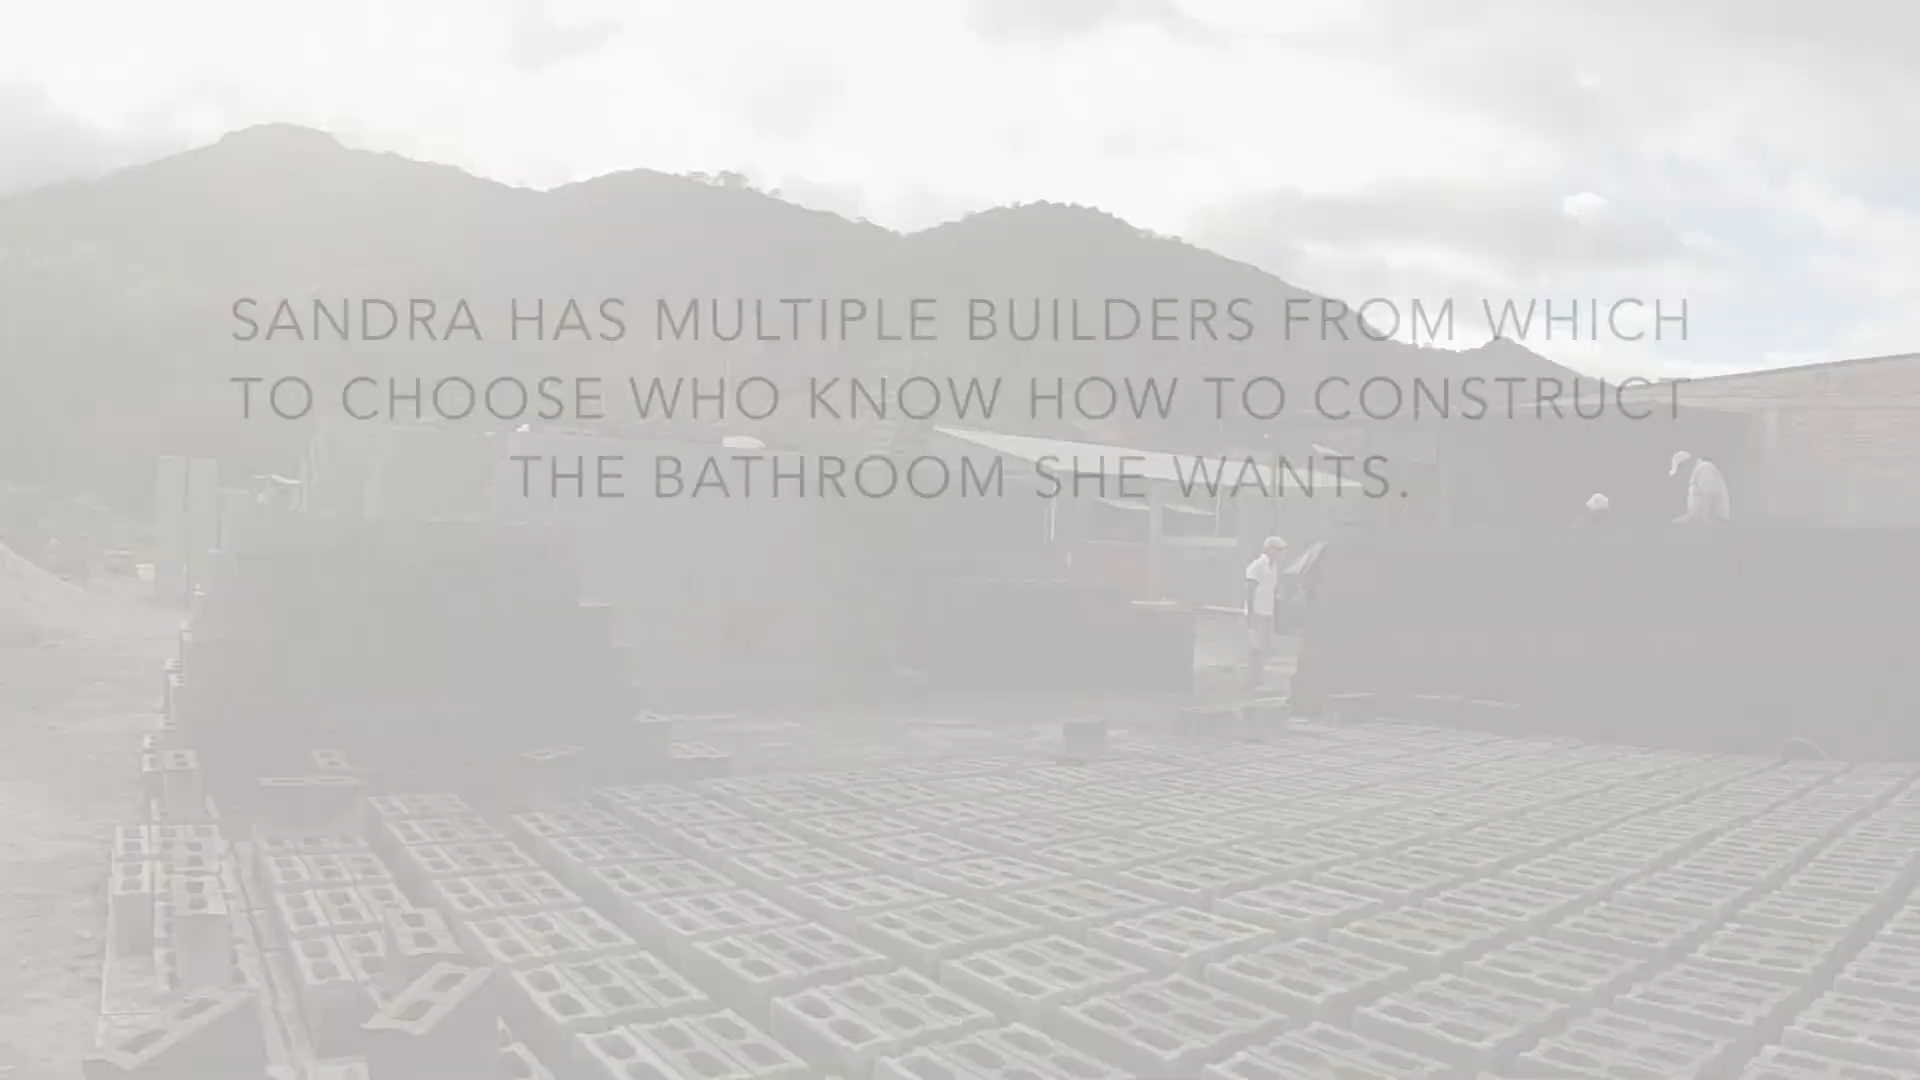 SANDRA HAS MULTIPLE BUILDERS FROM WHICH
TO CHOOSE WHO KNOW HOW TO CONSTRUCT
THE BATHROOM SHE WANTS.